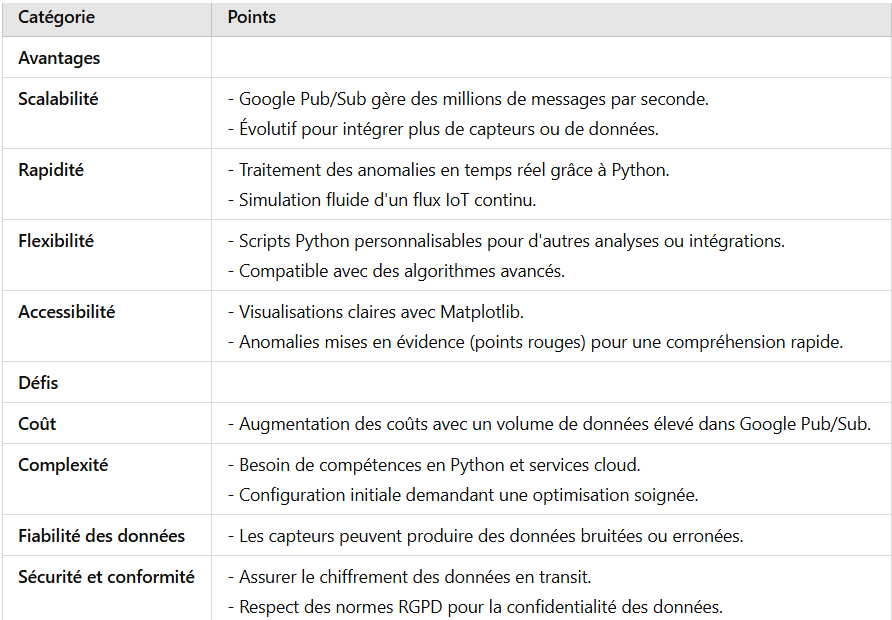 Catégorie Points
Avantages
Scalabilité - Google Pub/Sub gère des millions de messages par seconde.
- Évolutif pour intégrer plus de capteurs ou de données.
Rapidité - Traitement des anomalies en temps réel grâce à Python.
- Simulation fluide d'un flux IoT continu.
Flexibilité - Scripts Python personnalisables pour d'autres analyses ou intégrations.
- Compatible avec des algorithmes avancés.
Accessibilité - Visualisations claires avec Matplotlib.
- Anomalies mises en évidence (points rouges) pour une compréhension rapide.
Défis
Coût - Augmentation des coûts avec un volume de données élevé dans Google Pub/Sub.
Complexité - Besoin de compétences en Python et services cloud.
- Configuration initiale demandant une optimisation soignée.
Fiabilité des données - Les capteurs peuvent produire des données bruitées ou erronées.
Sécurité et conformité - Assurer le chiffrement des données en transit.
- Respect des normes RGPD pour la confidentialité des données.